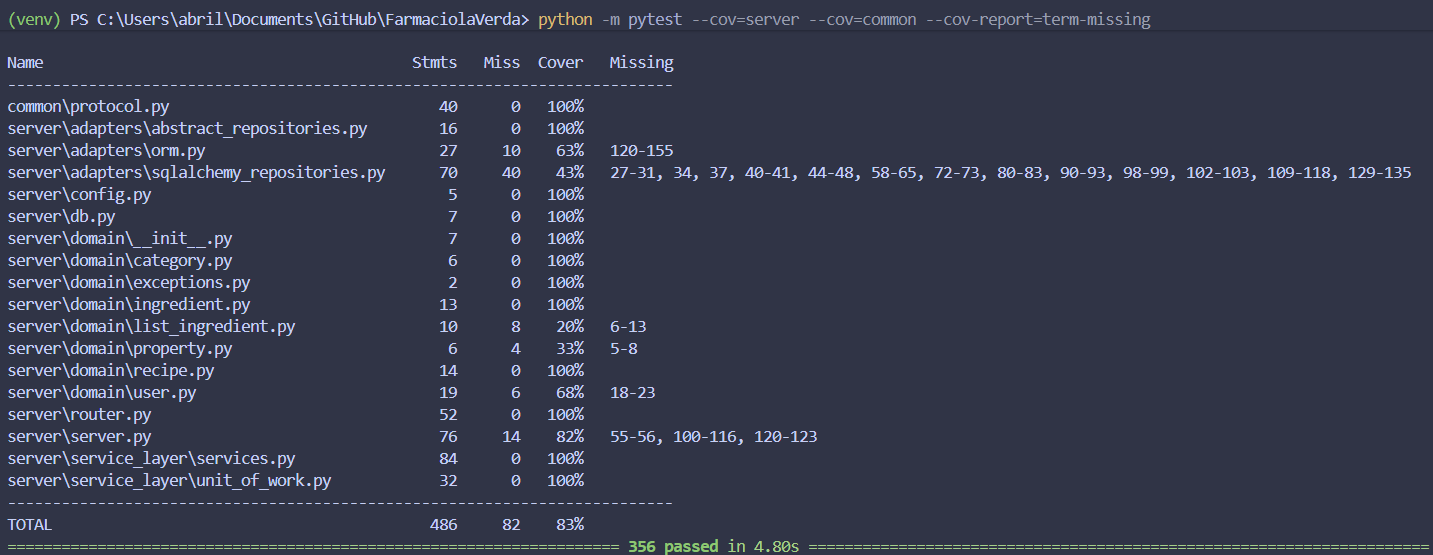 (venv) PS C:\Users\abril\Documents\GitHub\FarmaciolaVerda> python -m pytest --cov=server --cov=common --cov-report=term-missing
Name                                          Stmts   Miss  Cover   Missing
---------------------------------------------------------------------------
common\protocol.py                               40      0   100%
server\adapters\abstract_repositories.py         16      0   100%
server\adapters\orm.py                           27     10    63%   120-155
server\adapters\sqlalchemy_repositories.py       70     40    43%   27-31, 34, 37, 40-41, 44-48, 58-65, 72-73, 80-83, 90-93, 98-99, 102-103, 109-118, 129-135
server\config.py                                  5      0   100%
server\db.py                                      7      0   100%
server\domain\__init__.py                         7      0   100%
server\domain\category.py                         6      0   100%
server\domain\exceptions.py                       2      0   100%
server\domain\ingredient.py                      13      0   100%
server\domain\list_ingredient.py                 10      8    20%   6-13
server\domain\property.py                         6      4    33%   5-8
server\domain\recipe.py                          14      0   100%
server\domain\user.py                            19      6    68%   18-23
server\router.py                                 52      0   100%
server\server.py                                 76     14    82%   55-56, 100-116, 120-123
server\service_layer\services.py                 84      0   100%
server\service_layer\unit_of_work.py             32      0   100%
---------------------------------------------------------------------------
TOTAL                                           486     82    83%
===================================================================== 356 passed in 4.80s =====================================================================